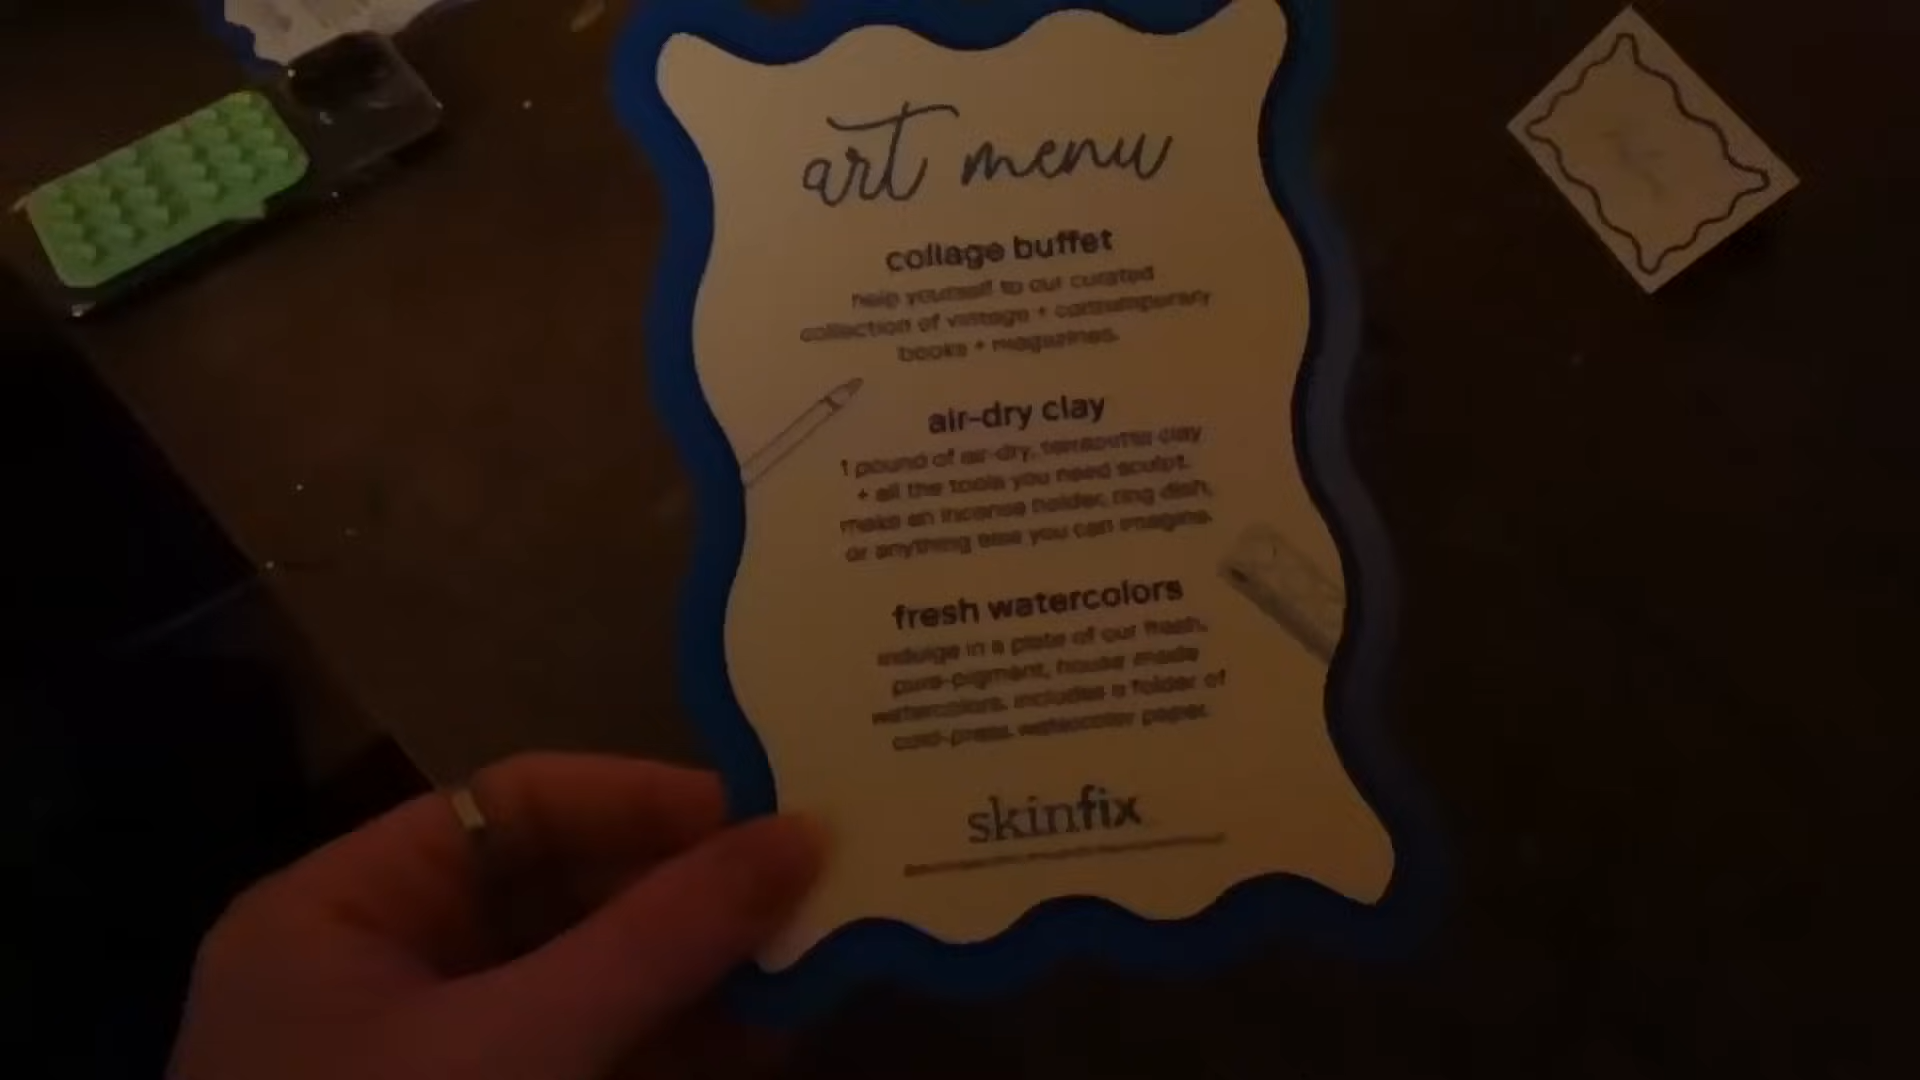 art menu
collage buffet
help yourself to our curated
collection of vintage + contemporary
books + magazines.
air-dry clay
1 pound of air-dry, terracotta clay
+ all the tools you need sculpt.
make an incense holder, ring dish,
or anything else you can imagine.
fresh watercolors
indulge in a plate of our fresh,
pure-pigment, house made
watercolors. includes a folder of
cold-press watercolor paper.
skinfix